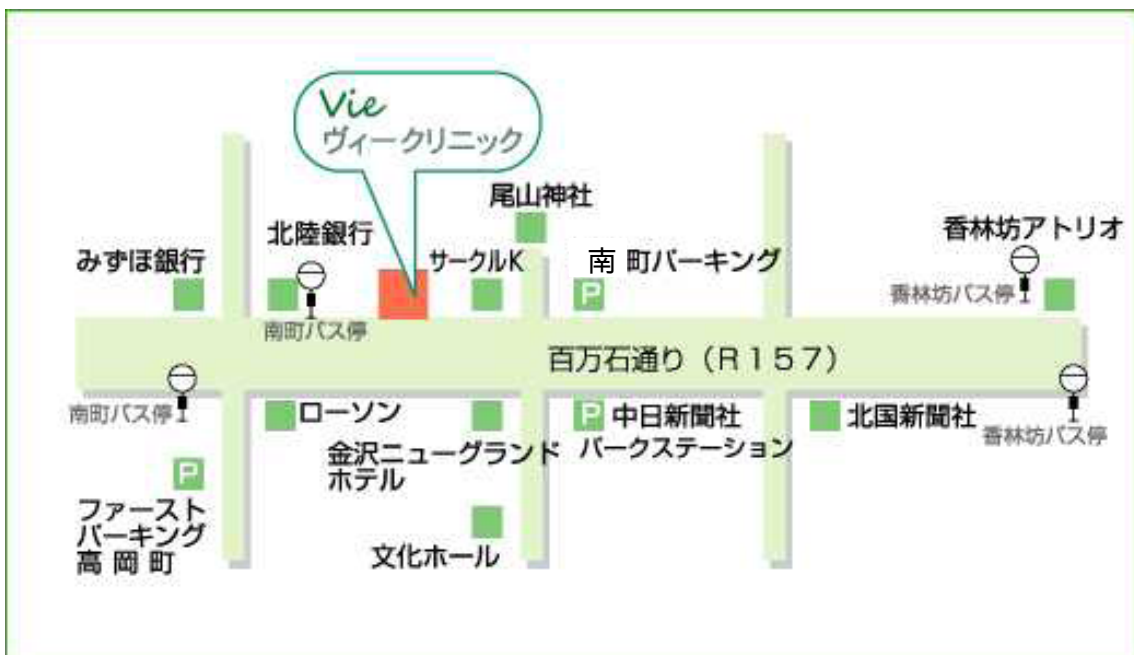 Vie
ヴィークリニック
尾山神社
北陸銀行
香林坊アトリオ
みずほ銀行
サークルK
南 町パーキング
P
香林坊バス停
南町バス停
百万石通り（R157）
南町バス停
ローソン
P
中日新聞社
パークステーション
北国新聞社
香林坊バス停
金沢ニューグランド
ホテル
P
ファースト
パーキング
高 岡 町
文化ホール